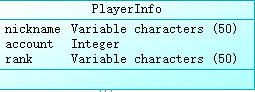 PlayerInfo
nickname Variable characters (50)
account Integer
rank Variable characters (50)